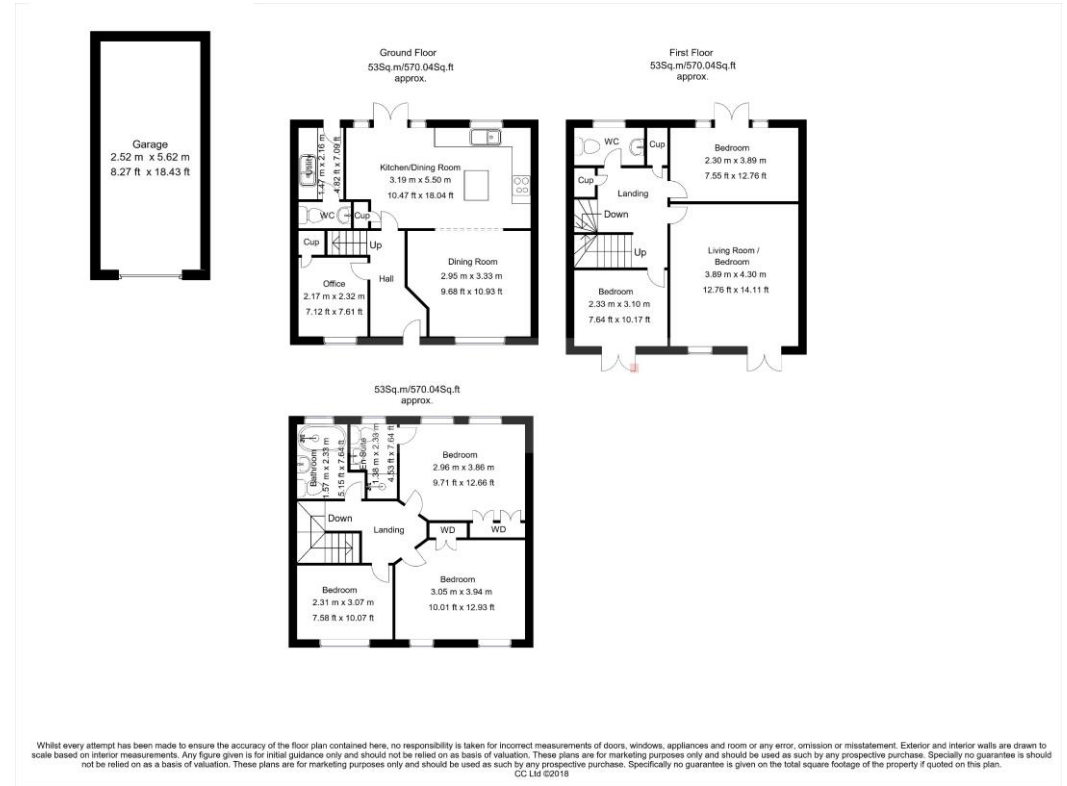 Ground Floor
53Sq.m/570.04Sq.ft
approx.
First Floor
53Sq.m/570.04Sq.ft
approx.
Garage
2.52 m x 5.62 m
8.27 ft x 18.43 ft
1.47 m x 2.16 m
4.82 ft x 7.09 ft
Kitchen/Dining Room
3.19 m x 5.50 m
10.47 ft x 18.04 ft
WC
Cup
Cup
Up
Hall
Office
2.17 m x 2.32 m
7.12 ft x 7.61 ft
Dining Room
2.95 m x 3.33 m
9.68 ft x 10.93 ft
WC
Cup
Bedroom
2.30 m x 3.89 m
7.55 ft x 12.76 ft
Cup
Landing
Down
Up
Living Room /
Bedroom
3.89 m x 4.30 m
12.76 ft x 14.11 ft
Bedroom
2.33 m x 3.10 m
7.64 ft x 10.17 ft
53Sq.m/570.04Sq.ft
approx.
Bathroom
1.57 m x 2.33 m
5.15 ft x 7.64 ft
En-Suite
1.38 m x 2.33 m
4.53 ft x 7.64 ft
Bedroom
2.96 m x 3.86 m
9.71 ft x 12.66 ft
Down
Landing
WD
WD
Bedroom
2.31 m x 3.07 m
7.58 ft x 10.07 ft
Bedroom
3.05 m x 3.94 m
10.01 ft x 12.93 ft
Whilst every attempt has been made to ensure the accuracy of the floor plan contained here, no responsibility is taken for incorrect measurements of doors, windows, appliances and room or any error, omission or misstatement. Exterior and interior walls are drawn to
scale based on interior measurements. Any figure given is for initial guidance only and should not be relied on as basis of valuation. These plans are for marketing purposes only and should be used as such by any prospective purchase. Specially no guarantee is should
not be relied on as a basis of valuation. These plans are for marketing purposes only and should be used as such by any prospective purchase. Specifically no guarantee is given on the total square footage of the property if quoted on this plan.
CC Ltd ©2018